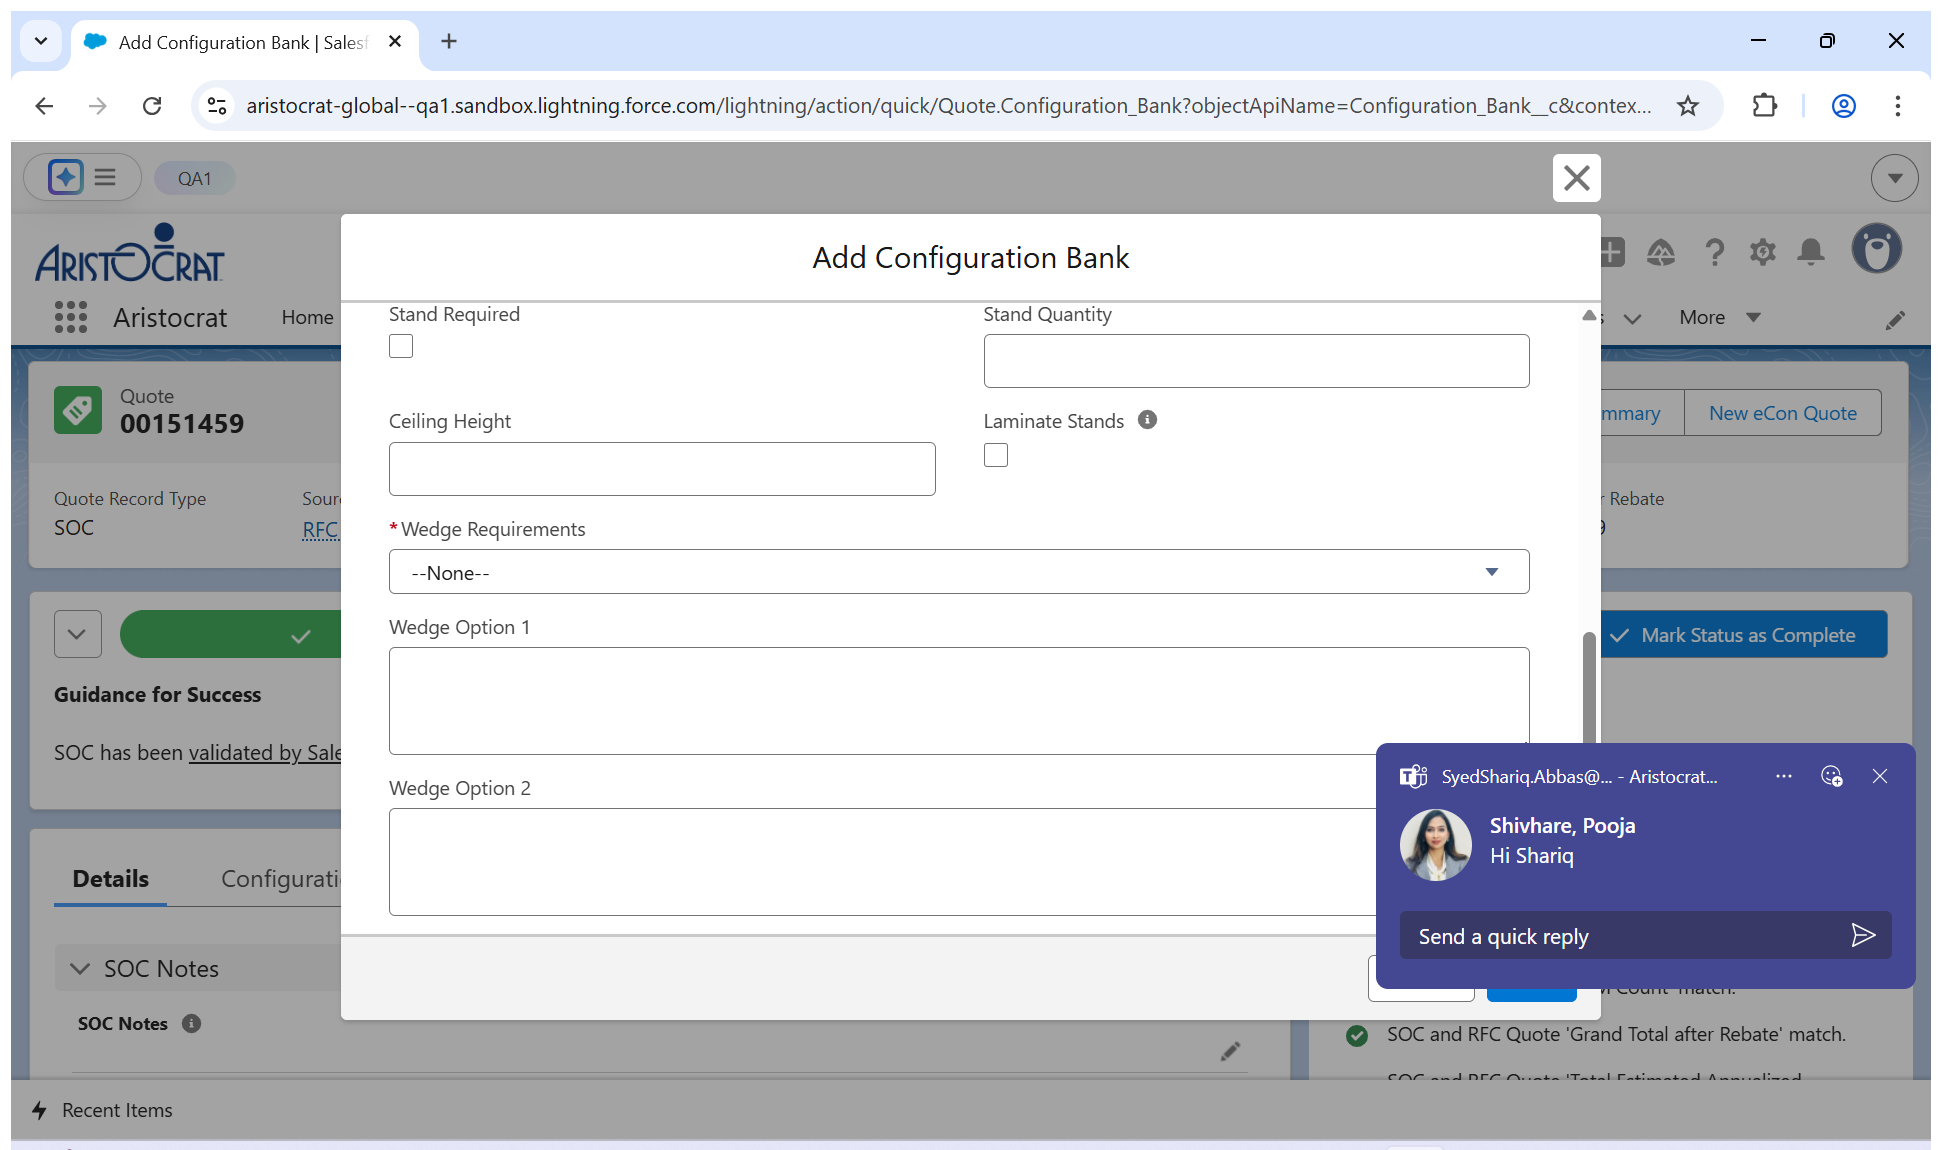 Add Configuration Bank | Salesf
aristocrat-global--qa1.sandbox.lightning.force.com/lightning/action/quick/Quote.Configuration_Bank?objectApiName=Configuration_Bank__c&contex...
QA1
ARISTOCRAT
Aristocrat
Home
More
Quote
00151459
mmary
New eCon Quote
Quote Record Type
SOC
RFC
Rebate
Mark Status as Complete
Guidance for Success
SOC has been validated by Sale
Details
Configurati
SOC Notes
SOC Notes
Add Configuration Bank
Stand Required
Stand Quantity
Ceiling Height
Laminate Stands
*Wedge Requirements
--None--
Wedge Option 1
Wedge Option 2
SyedShariq.Abbas@... - Aristocrat...
Shivhare, Pooja
Hi Shariq
Send a quick reply
Count' match.
SOC and RFC Quote 'Grand Total after Rebate' match.
SOC and RFC Quote 'Total Estimated Annualized
Recent Items